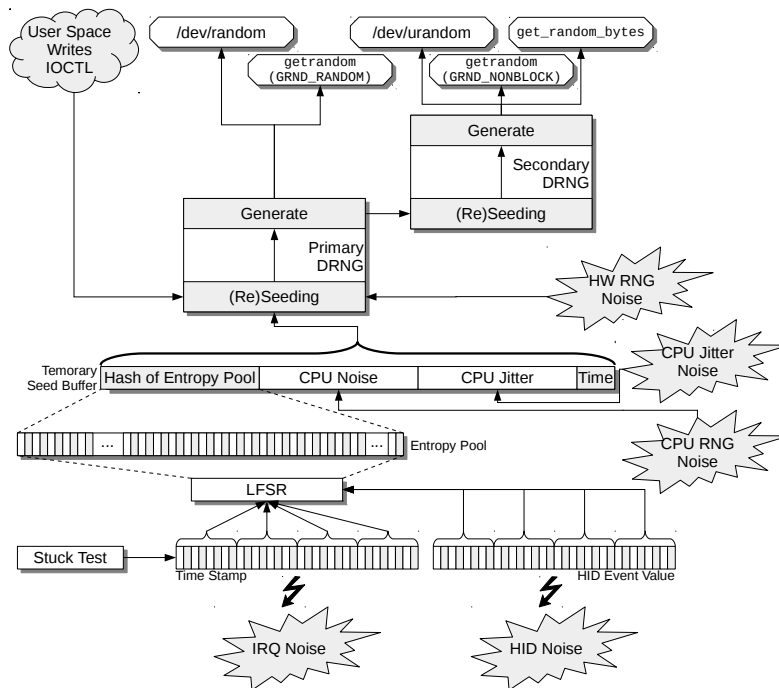 User Space
Writes
IOCTL
/dev/random
/dev/urandom
get_random_bytes
getrandom
(GRND_RANDOM)
getrandom
(GRND_NONBLOCK)
Generate
Secondary
DRNG
(Re)Seeding
Generate
Primary
DRNG
(Re)Seeding
HW RNG
Noise
CPU Jitter
Noise
Temorary
Seed Buffer
Hash of Entropy Pool
CPU Noise
CPU Jitter
Time
... ...
Entropy Pool
CPU RNG
Noise
LFSR
Stuck Test
Time Stamp
HID Event Value
IRQ Noise
HID Noise